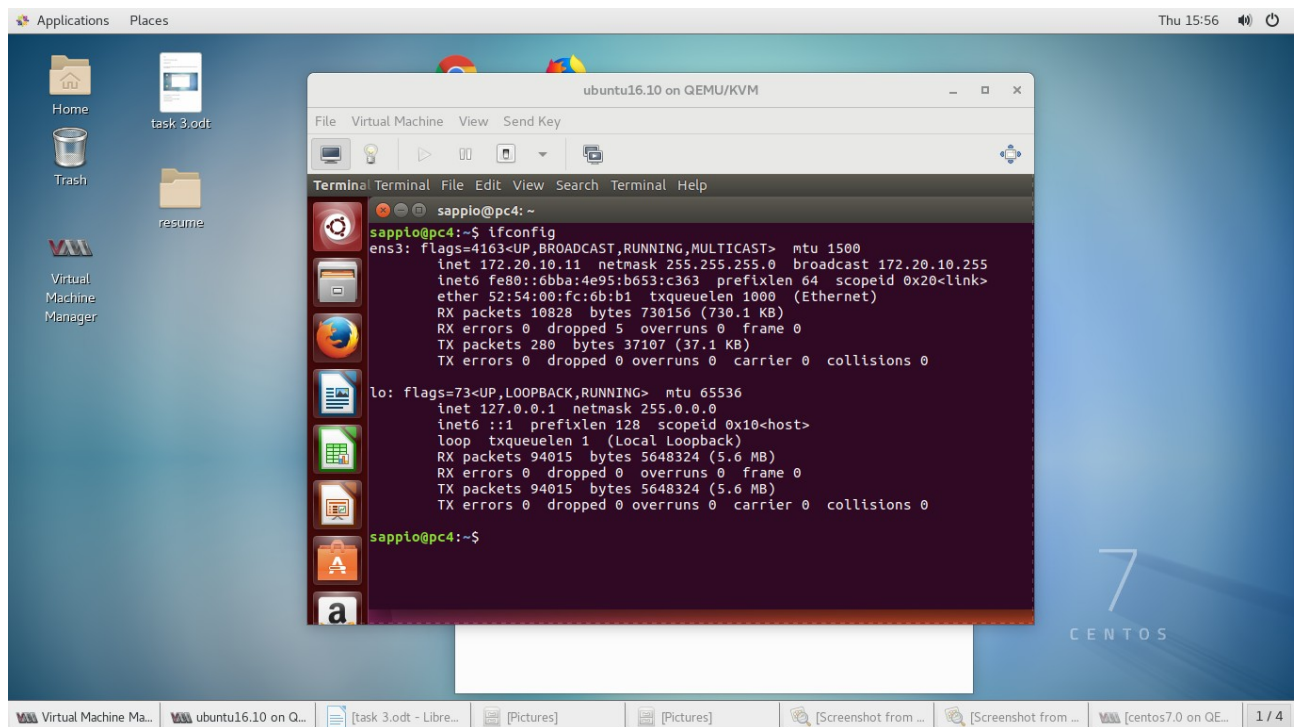 Applications Places
Thu 15:56
Home
task 3.odt
Trash
resume
Virtual
Machine
Manager
ubuntu16.10 on QEMU/KVM
File Virtual Machine View Send Key
Terminal Terminal File Edit View Search Terminal Help
sappio@pc4: ~
sappio@pc4:~$ ifconfig
ens3: flags=4163<UP,BROADCAST,RUNNING,MULTICAST> mtu 1500
inet 172.20.10.11 netmask 255.255.255.0 broadcast 172.20.10.255
inet6 fe80::6bba:4e95:b653:c363 prefixlen 64 scopeid 0x20<link>
ether 52:54:00:fc:6b:b1 txqueuelen 1000 (Ethernet)
RX packets 10828 bytes 730156 (730.1 KB)
RX errors 0 dropped 5 overruns 0 frame 0
TX packets 280 bytes 37107 (37.1 KB)
TX errors 0 dropped 0 overruns 0 carrier 0 collisions 0
lo: flags=73<UP,LOOPBACK,RUNNING> mtu 65536
inet 127.0.0.1 netmask 255.0.0.0
inet6 ::1 prefixlen 128 scopeid 0x10<host>
loop txqueuelen 1 (Local Loopback)
RX packets 94015 bytes 5648324 (5.6 MB)
RX errors 0 dropped 0 overruns 0 frame 0
TX packets 94015 bytes 5648324 (5.6 MB)
TX errors 0 dropped 0 overruns 0 carrier 0 collisions 0
sappio@pc4:~$
7
CENTOS
Virtual Machine Ma... ubuntu16.10 on Q... [task 3.odt - Libre... [Pictures] [Pictures] [Screenshot from ... [Screenshot from ... [centos7.0 on QE... 1 / 4